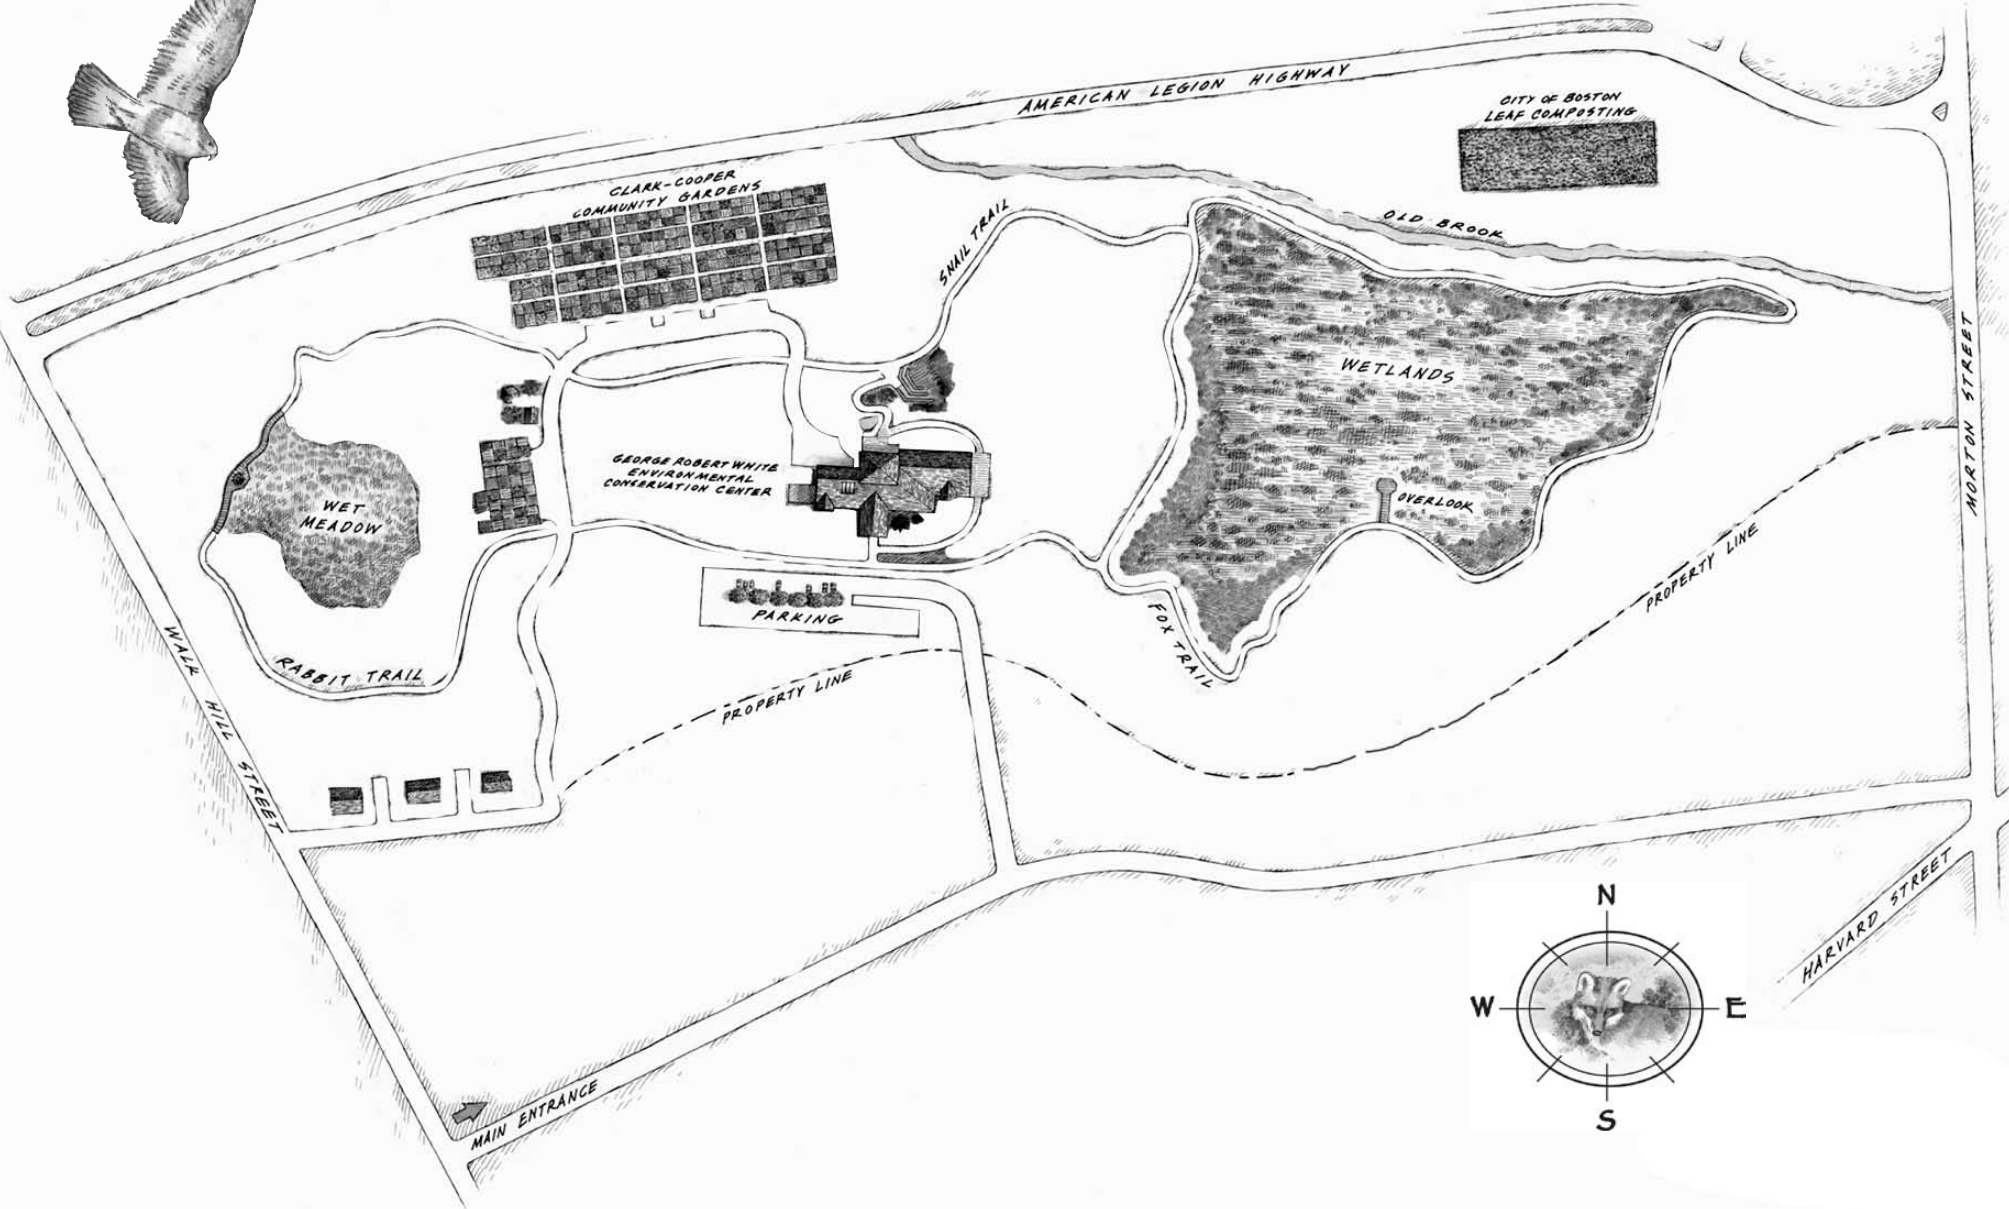 AMERICAN LEGION HIGHWAY
CITY OF BOSTON
LEAF COMPOSTING
CLARK-COOPER
COMMUNITY GARDENS
SNAIL TRAIL
OLD BROOK
MORTON STREET
WETLANDS
GEORGE ROBERT WHITE
ENVIRONMENTAL
CONSERVATION CENTER
WET
MEADOW
OVERLOOK
PROPERTY LINE
PARKING
FOX TRAIL
WALK HILL STREET
RABBIT TRAIL
PROPERTY LINE
HARVARD STREET
N
W
E
S
MAIN ENTRANCE